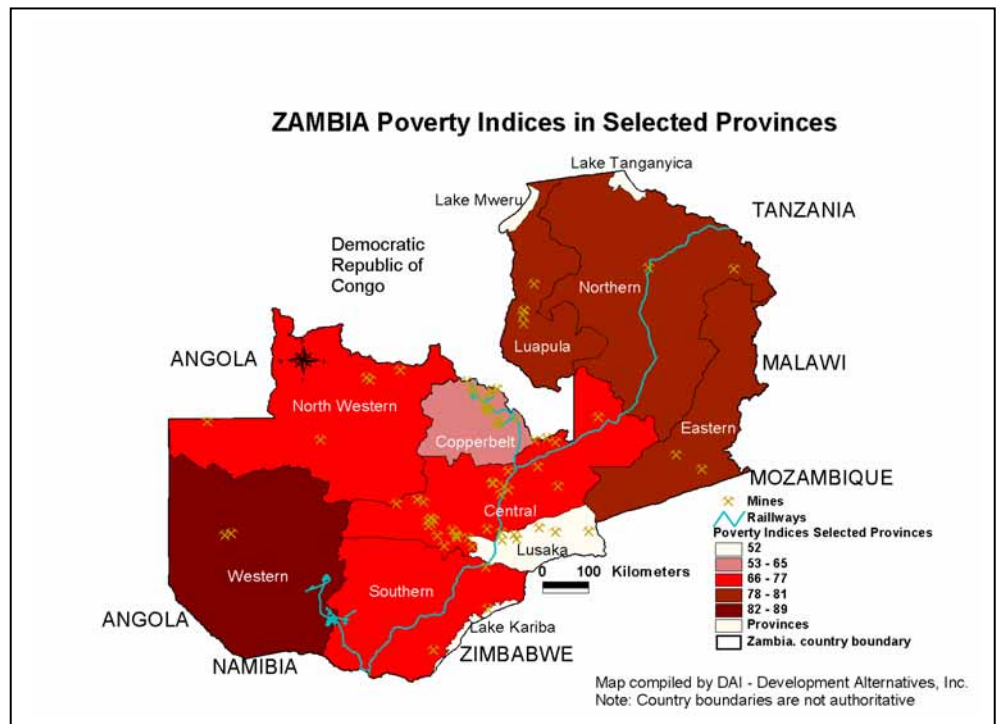 ZAMBIA Poverty Indices in Selected Provinces
Lake Tanganyica
Lake Mweru
TANZANIA
Democratic
Republic of
Congo
Northern
Luapula
ANGOLA
MALAWI
North Western
Copperbelt
Eastern
MOZAMBIQUE
Central
Lusaka
Western
Southern
0 100 Kilometers
Lake Kariba
ANGOLA
NAMIBIA
ZIMBABWE
Mines
Raillways
Poverty Indices Selected Provinces
52
53 - 65
66 - 77
78 - 81
82 - 89
Provinces
Zambia. country boundary
Map compiled by DAI - Development Alternatives, Inc.
Note: Country boundaries are not authoritative